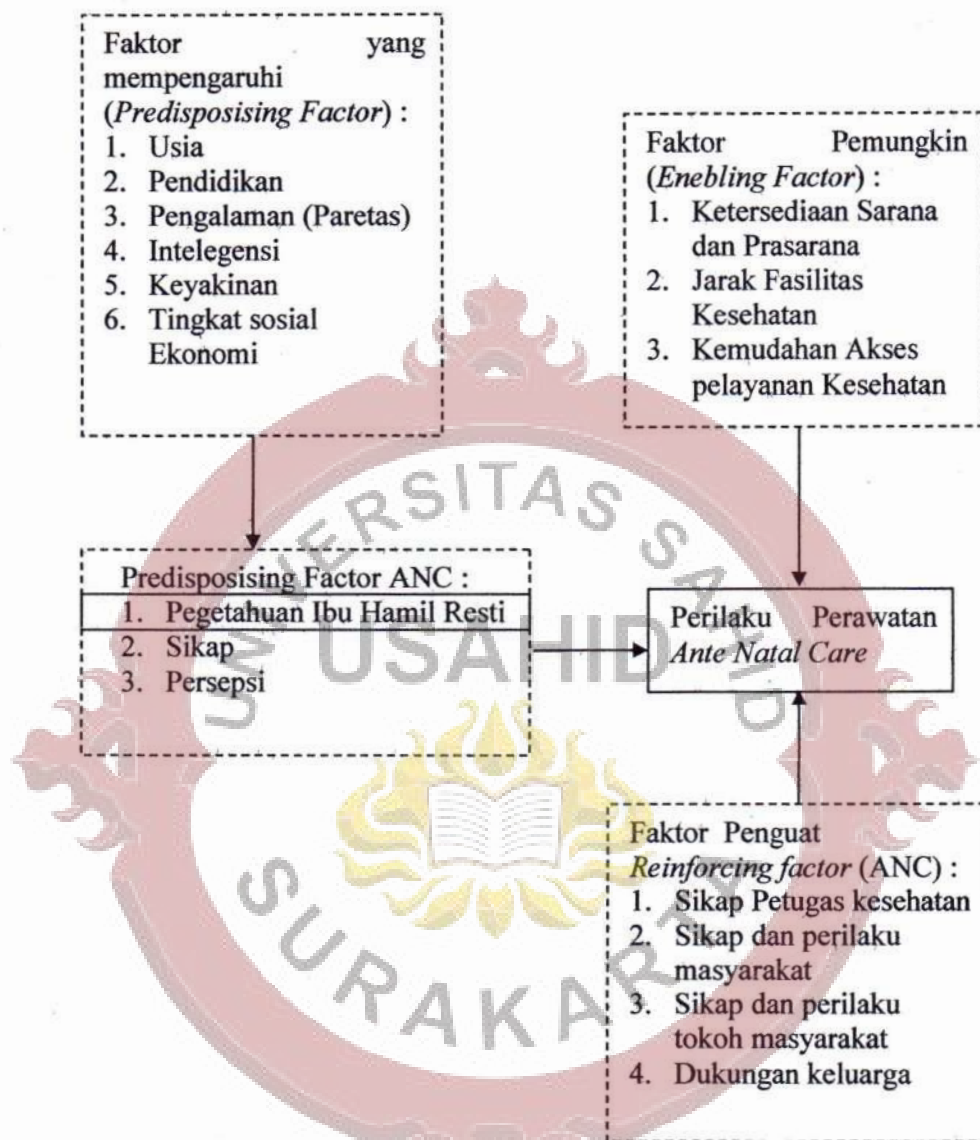 Faktor yang
mempengaruhi
(Predisposising Factor) :
1. Usia
2. Pendidikan
3. Pengalaman (Paretas)
4. Intelegensi
5. Keyakinan
6. Tingkat sosial
Ekonomi
Faktor Pemungkin
(Enebling Factor) :
1. Ketersediaan Sarana
dan Prasarana
2. Jarak Fasilitas
Kesehatan
3. Kemudahan Akses
pelayanan Kesehatan
Predisposising Factor ANC :
1. Pegetahuan Ibu Hamil Resti
2. Sikap
3. Persepsi
Perilaku Perawatan
Ante Natal Care
Faktor Penguat
Reinforcing factor (ANC) :
1. Sikap Petugas kesehatan
2. Sikap dan perilaku
masyarakat
3. Sikap dan perilaku
tokoh masyarakat
4. Dukungan keluarga
UNIVERSITAS SAHID
USAHID
SURAKARTA